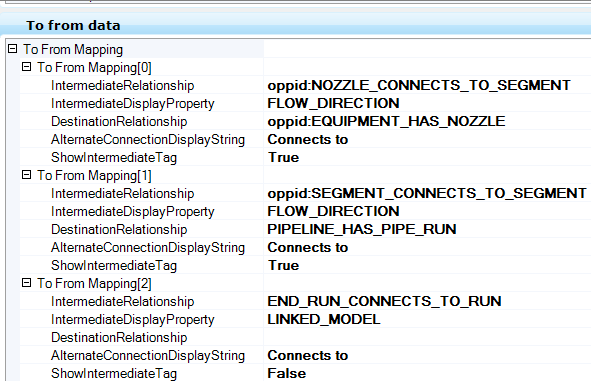 To from data
To From Mapping
To From Mapping[0]
IntermediateRelationship oppid:NOZZLE_CONNECTS_TO_SEGMENT
IntermediateDisplayProperty FLOW_DIRECTION
DestinationRelationship oppid:EQUIPMENT_HAS_NOZZLE
AlternateConnectionDisplayString Connects to
ShowIntermediateTag True
To From Mapping[1]
IntermediateRelationship oppid:SEGMENT_CONNECTS_TO_SEGMENT
IntermediateDisplayProperty FLOW_DIRECTION
DestinationRelationship PIPELINE_HAS_PIPE_RUN
AlternateConnectionDisplayString Connects to
ShowIntermediateTag True
To From Mapping[2]
IntermediateRelationship END_RUN_CONNECTS_TO_RUN
IntermediateDisplayProperty LINKED_MODEL
DestinationRelationship
AlternateConnectionDisplayString Connects to
ShowIntermediateTag False